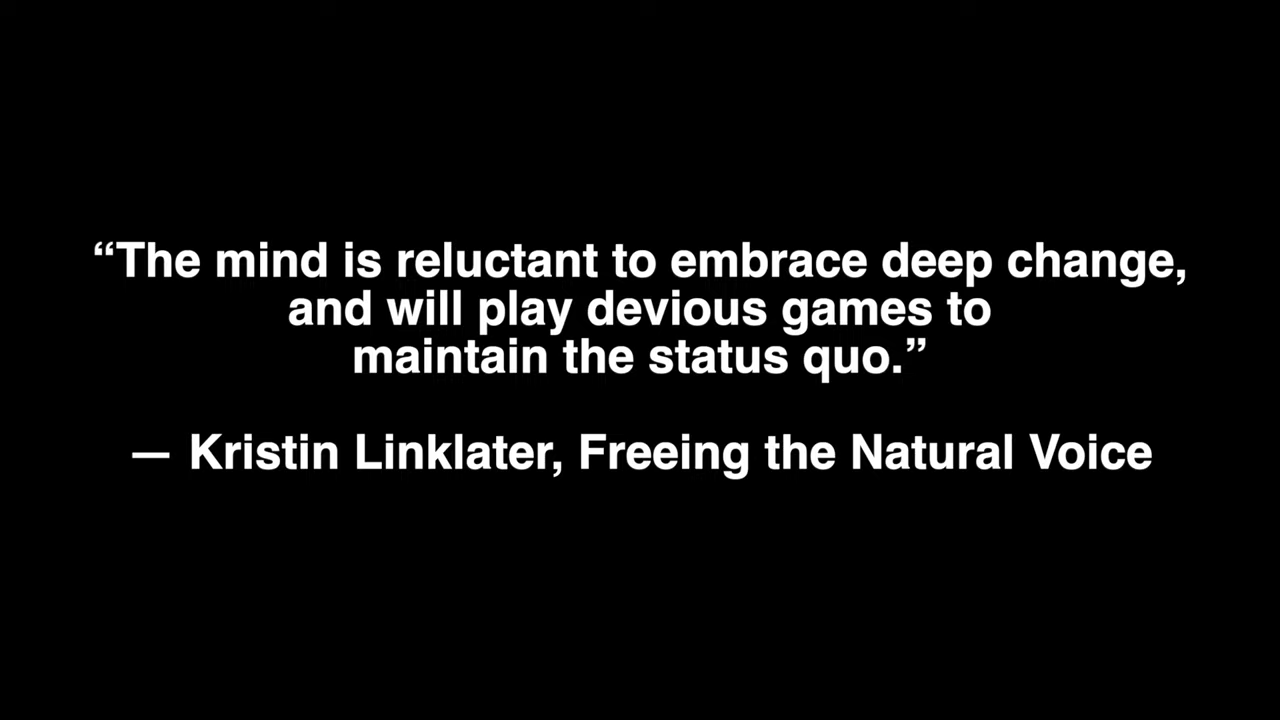 “The mind is reluctant to embrace deep change,
and will play devious games to
maintain the status quo.”
— Kristin Linklater, Freeing the Natural Voice